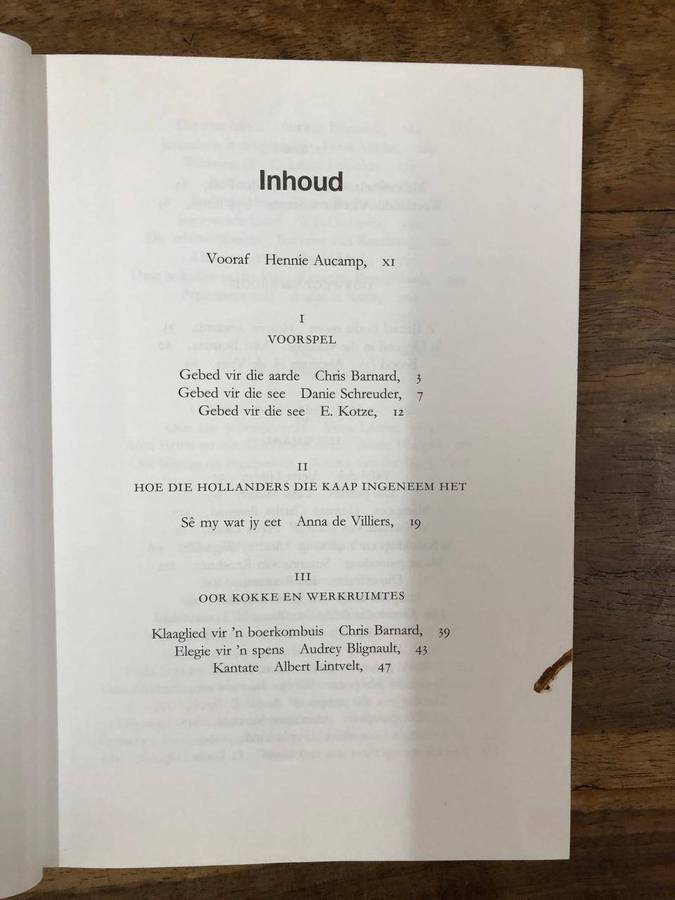 Inhoud
Vooraf Hennie Aucamp, XI
I
VOORSPEL
Gebed vir die aarde Chris Barnard, 3
Gebed vir die see Danie Schreuder, 7
Gebed vir die see E. Kotze, 12
II
HOE DIE HOLLANDERS DIE KAAP INGENEEM HET
Sê my wat jy eet Anna de Villiers, 19
III
OOR KOKKE EN WERKRUIMTES
Klaaglied vir 'n boerkombuis Chris Barnard, 39
Elegie vir 'n spens Audrey Blignault, 43
Kantate Albert Lintvelt, 47